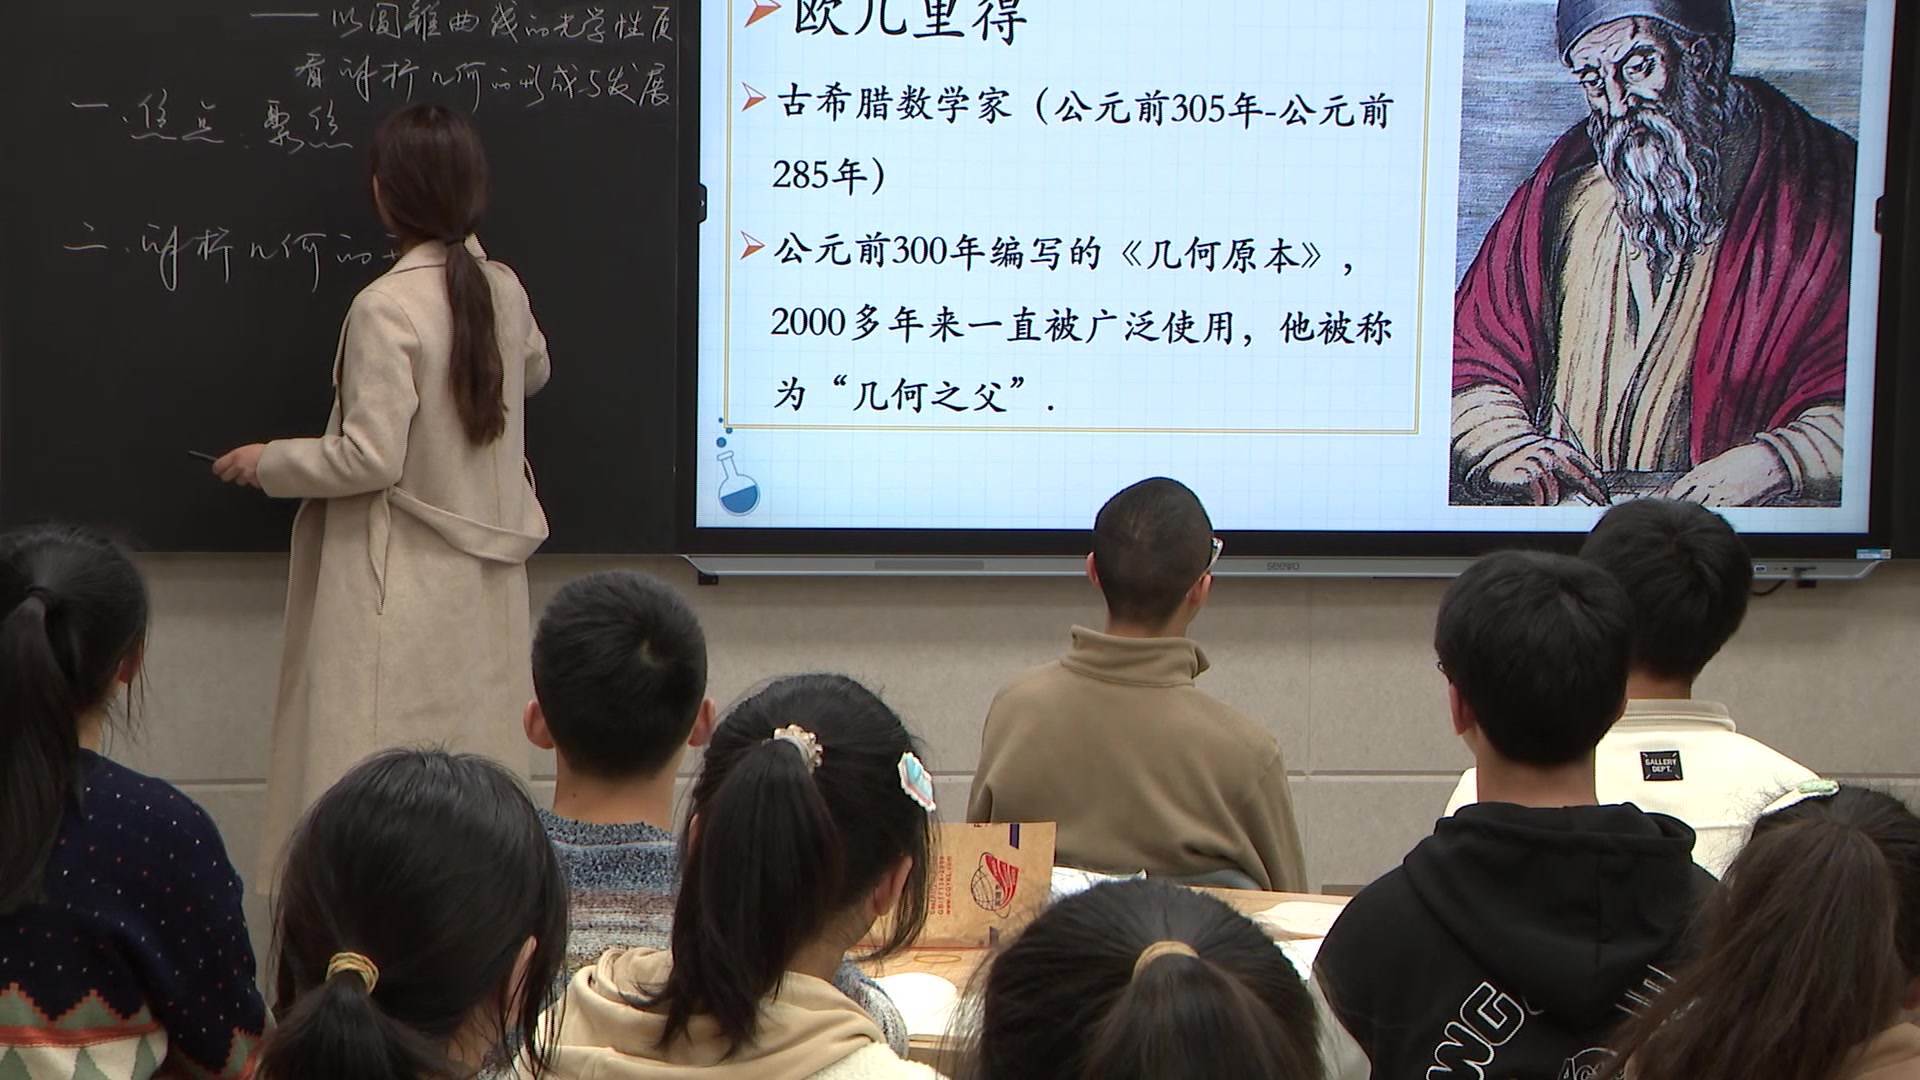 ——以圆锥曲线的光学性质
看解析几何的形成与发展
一.焦点:聚焦
二.解析几何的
欧几里得
古希腊数学家（公元前305年-公元前
285年）
公元前300年编写的《几何原本》，
2000多年来一直被广泛使用，他被称
为“几何之父”.
seewo
GALLERY
DEPT.